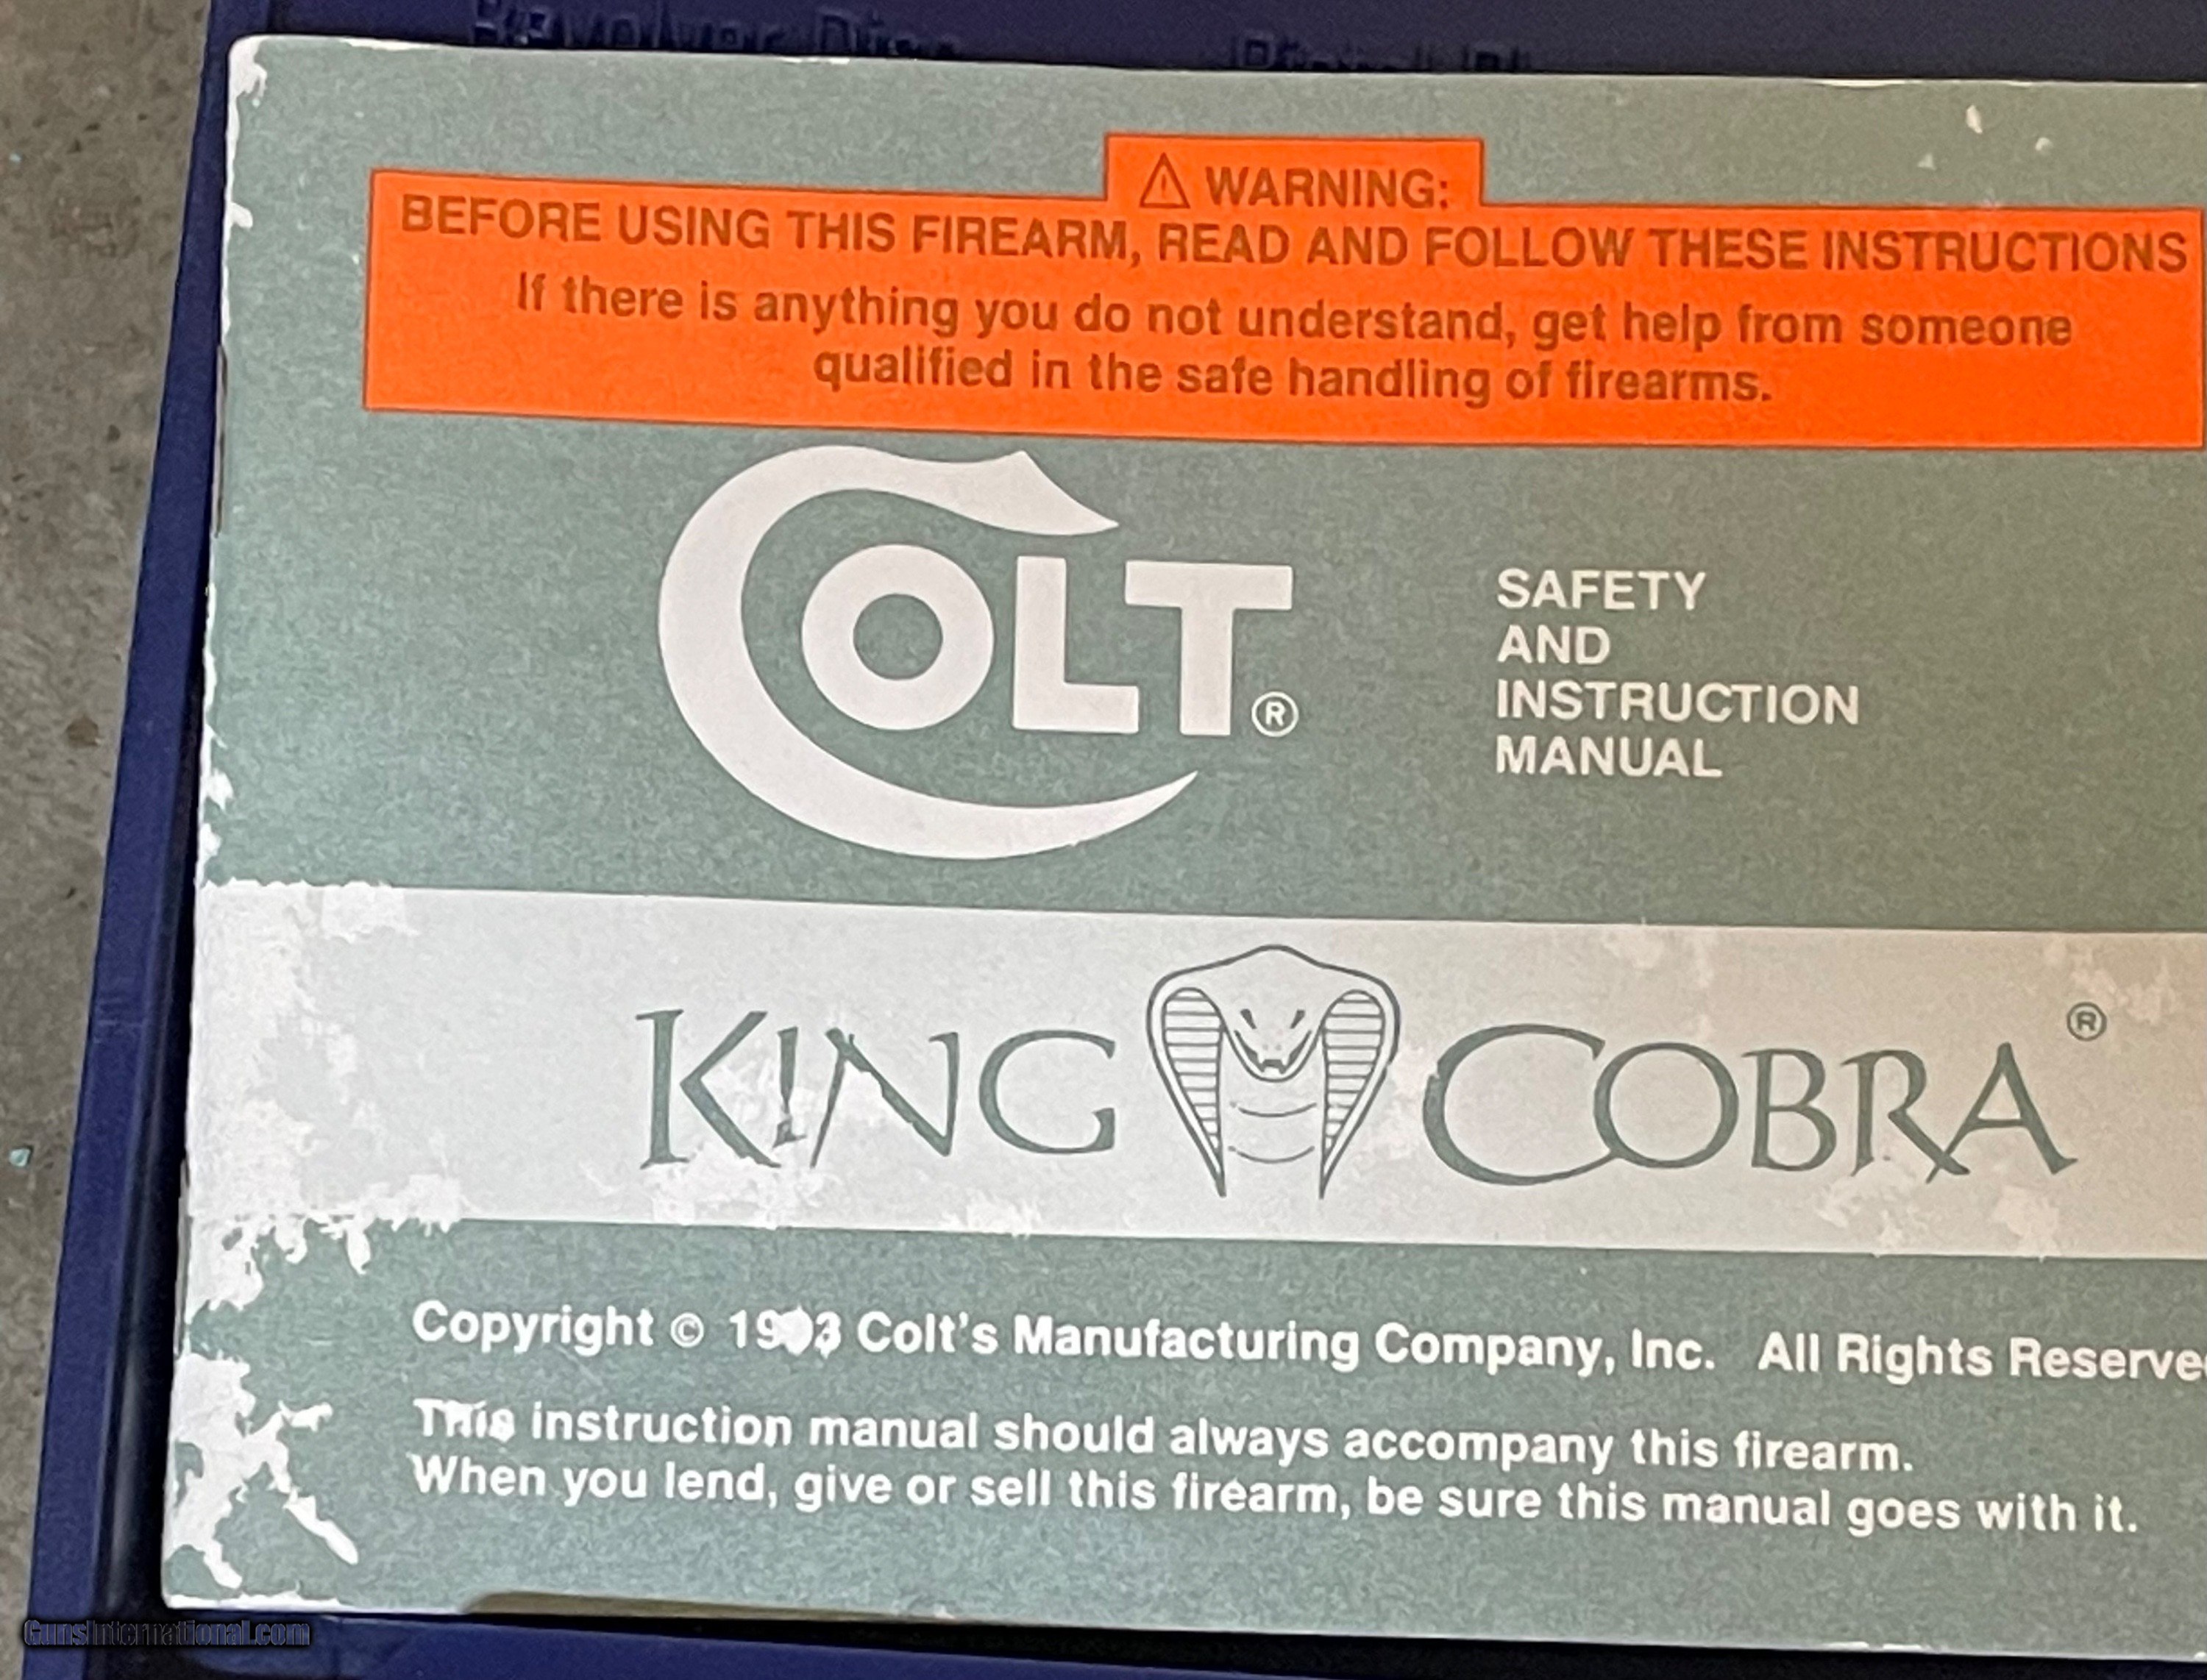 ⚠ WARNING:
BEFORE USING THIS FIREARM, READ AND FOLLOW THESE INSTRUCTIONS
If there is anything you do not understand, get help from someone
qualified in the safe handling of firearms.
COLT®
SAFETY
AND
INSTRUCTION
MANUAL
KING COBRA®
Copyright © Colt's Manufacturing Company, Inc. All Rights
This instruction manual should always accompany this firearm.
When you lend, give or sell this firearm, be sure this manual goes with it.
GunsInternational.com